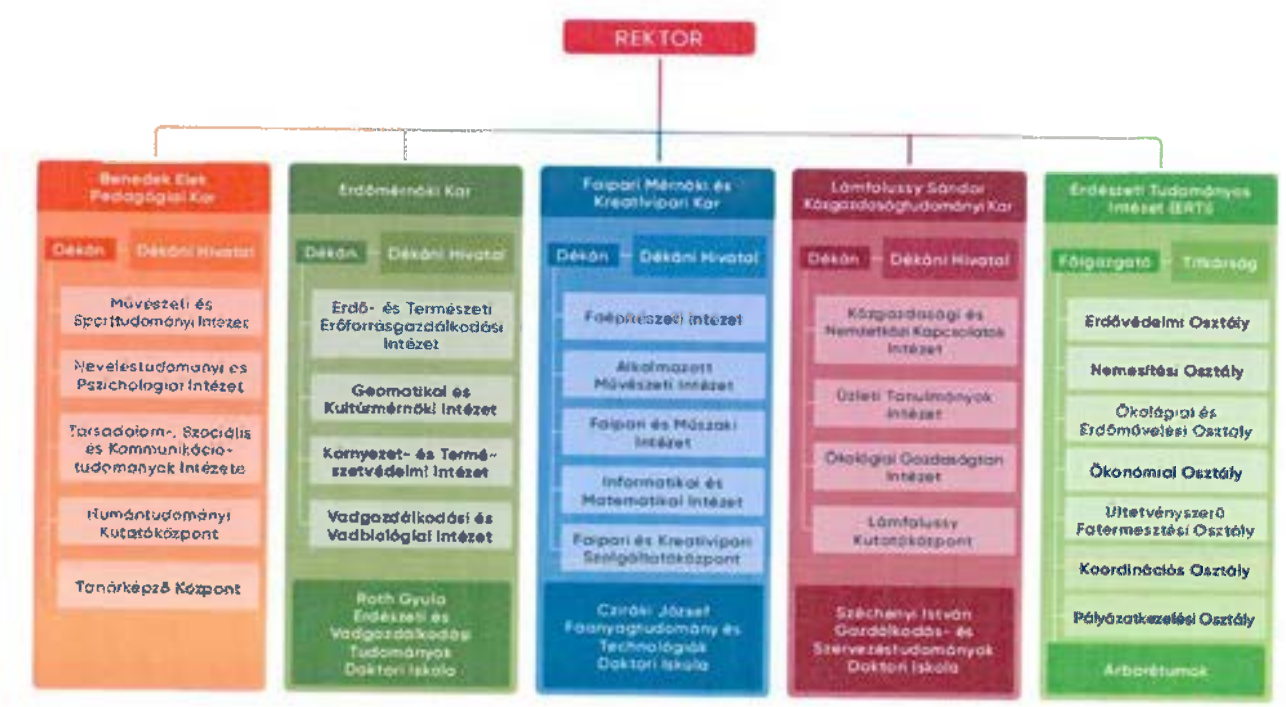 REKTOR
Benedek Elek
Pedagógiai Kar
Dékán
Dékáni Hivatal
Művészeti és
Sporttudományi Intézet
Neveléstudományi és
Pszichológiai Intézet
Társadalom-, Szociális
és Kommunikáció-
tudományok Intézete
Humántudományi
Kutatóközpont
Tanárképző Központ
Erdőmérnöki Kar
Dékán
Dékáni Hivatal
Erdő- és Természeti
Erőforrásgazdálkodási
Intézet
Geomatikai és
Kultúrmérnöki Intézet
Környezet- és Termé-
szetvédelmi Intézet
Vadgazdálkodási és
Vadbiológiai Intézet
Roth Gyula
Erdészeti és
Vadgazdálkodási
Tudományok
Doktori Iskola
Faipari Mérnöki és
Kreatívipari Kar
Dékán
Dékáni Hivatal
Faépítészeti Intézet
Alkalmazott
Művészeti Intézet
Faipari és Műszaki
Intézet
Informatikai és
Matematikai Intézet
Faipari és Kreatívipari
Szolgáltatóközpont
Cziráki József
Faanyagtudomány és
Technológiák
Doktori Iskola
Lámfalussy Sándor
Közgazdaságtudományi Kar
Dékán
Dékáni Hivatal
Közgazdasági és
Nemzetközi Kapcsolatok
Intézet
Üzleti Tanulmányok
Intézet
Ökológiai Gazdaságtan
Intézet
Lámfalussy
Kutatóközpont
Széchenyi István
Gazdálkodás- és
Szervezéstudományok
Doktori Iskola
Erdészeti Tudományos
Intézet (ERTI)
Főigazgató
Titkárság
Erdővédelmi Osztály
Nemesítési Osztály
Ökológiai és
Erdőművelési Osztály
Ökonómiai Osztály
Ültetvényszerű
Fatermesztési Osztály
Koordinációs Osztály
Pályázatkezelési Osztály
Arborétumok